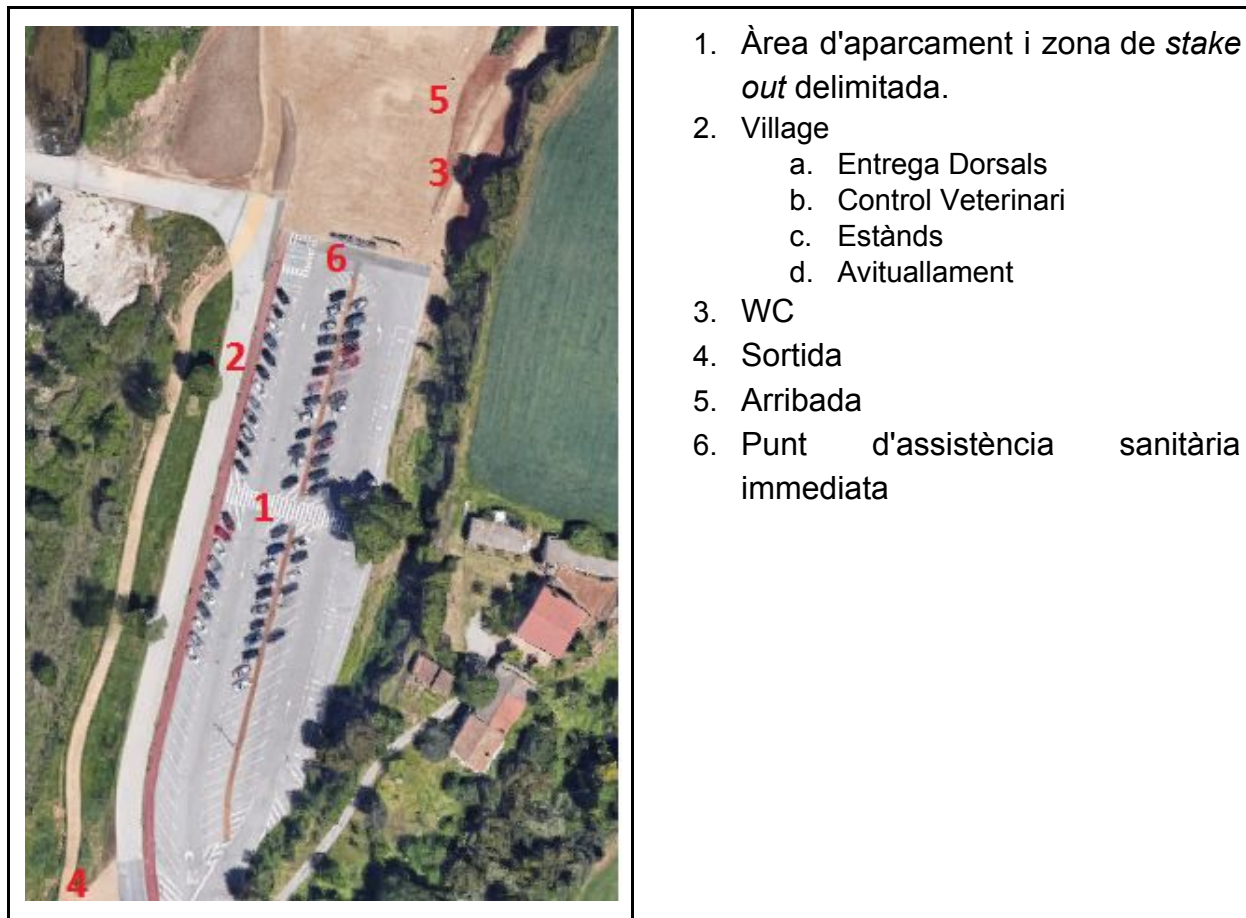 5
3
6
2
1
4
1. Àrea d'aparcament i zona de stake
out delimitada.
2. Village
a. Entrega Dorsals
b. Control Veterinari
c. Estànds
d. Avituallament
3. WC
4. Sortida
5. Arribada
6. Punt d'assistència sanitària
immediata